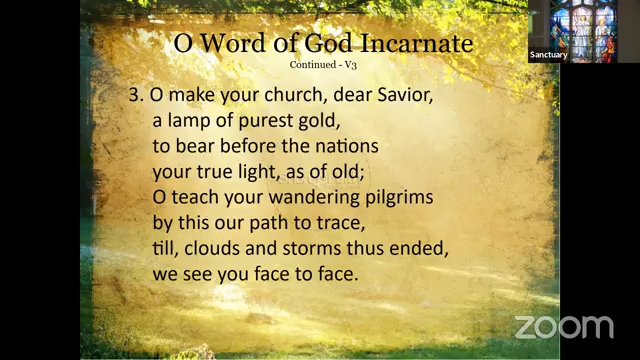 O Word of God Incarnate
Continued - V3
3. O make your church, dear Savior,
a lamp of purest gold,
to bear before the nations
your true light, as of old;
O teach your wandering pilgrims
by this our path to trace,
till, clouds and storms thus ended,
we see you face to face.
Sanctuary
zoom